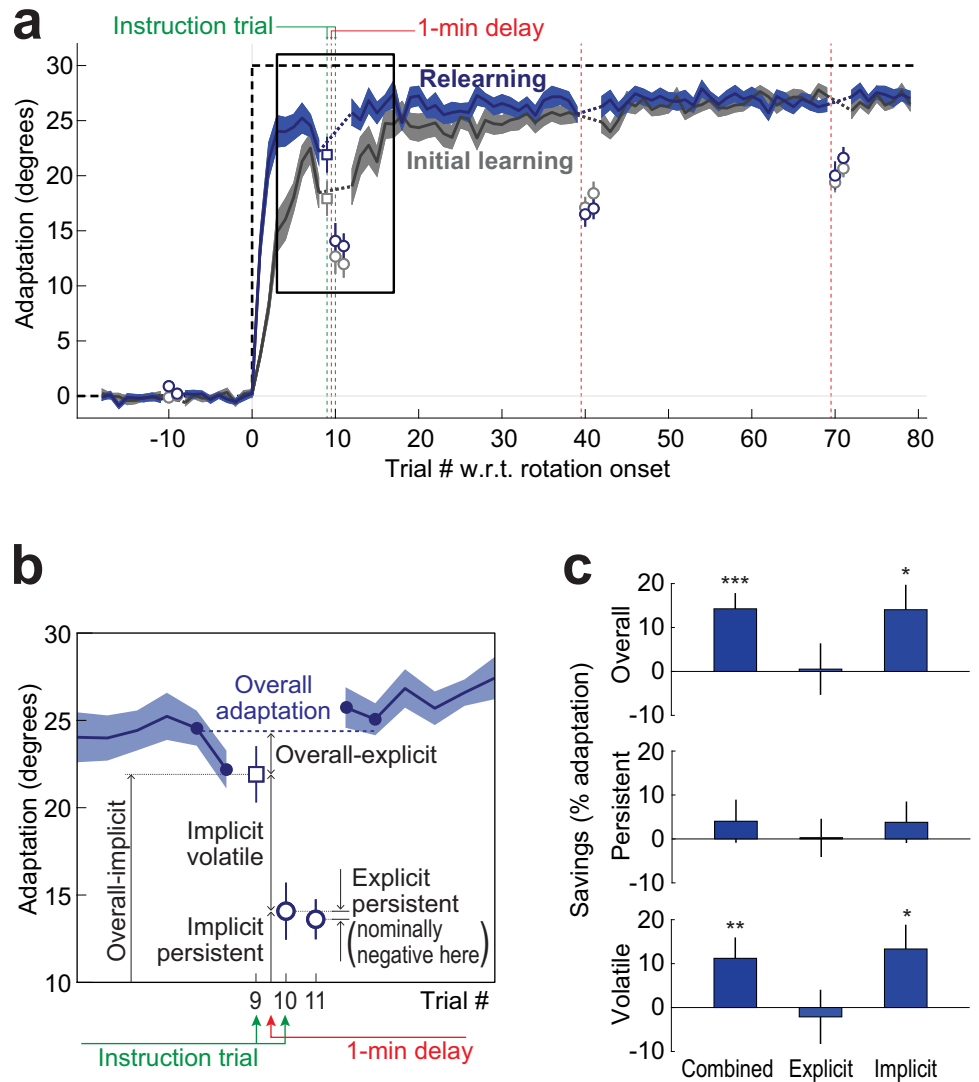 a
Instruction trial
1-min delay
Adaptation (degrees)
30
25
20
15
10
5
0
Relearning
Initial learning
-10 0 10 20 30 40 50 60 70 80
Trial # w.r.t. rotation onset
b
Adaptation (degrees)
30
25
20
15
10
Overall
adaptation
Overall-explicit
Overall-implicit
Implicit
volatile
Implicit
persistent
Explicit
persistent
(nominally
negative here)
9 10 11 Trial #
Instruction trial
1-min delay
c
Savings (% adaptation)
Overall
20
10
0
-10
*** *
Persistent
20
10
0
-10
Volatile
20
10
0
-10
** *
Combined Explicit Implicit